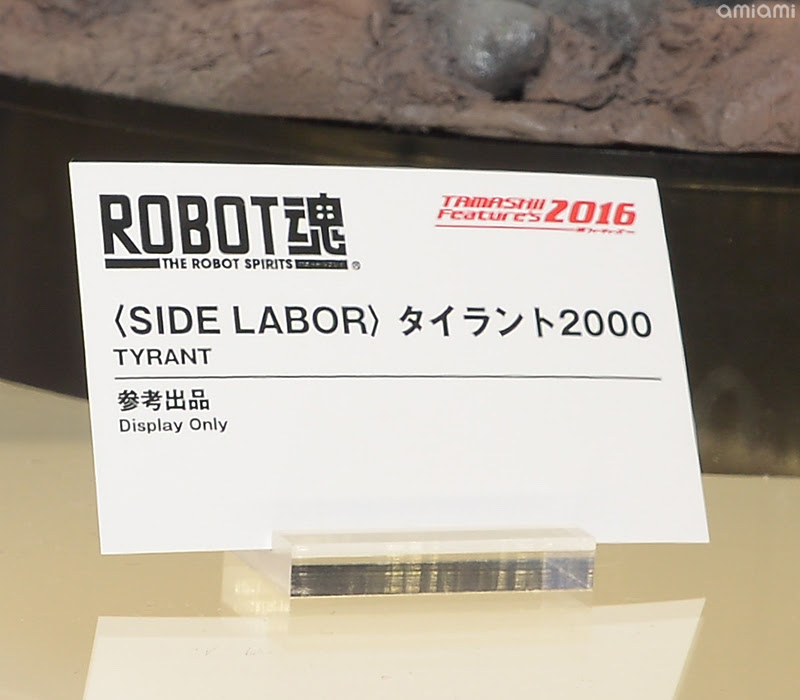 amiami
ROBOT魂
THE ROBOT SPIRITS
®
TAMASHII
Feature's 2016
〈SIDE LABOR〉 タイラント2000
TYRANT
参考出品
Display Only